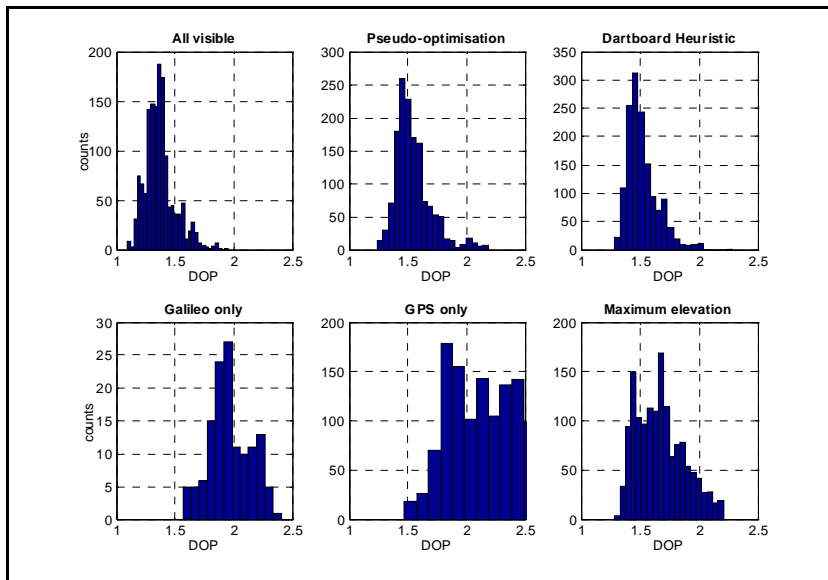 All visible
200
150
100
50
0
counts
1 1.5 2 2.5
DOP
Pseudo-optimisation
300
250
200
150
100
50
0
1 1.5 2 2.5
DOP
Dartboard Heuristic
350
300
250
200
150
100
50
0
1 1.5 2 2.5
DOP
Galileo only
30
25
20
15
10
5
0
counts
1 1.5 2 2.5
DOP
GPS only
200
150
100
50
0
1 1.5 2 2.5
DOP
Maximum elevation
200
150
100
50
0
1 1.5 2 2.5
DOP